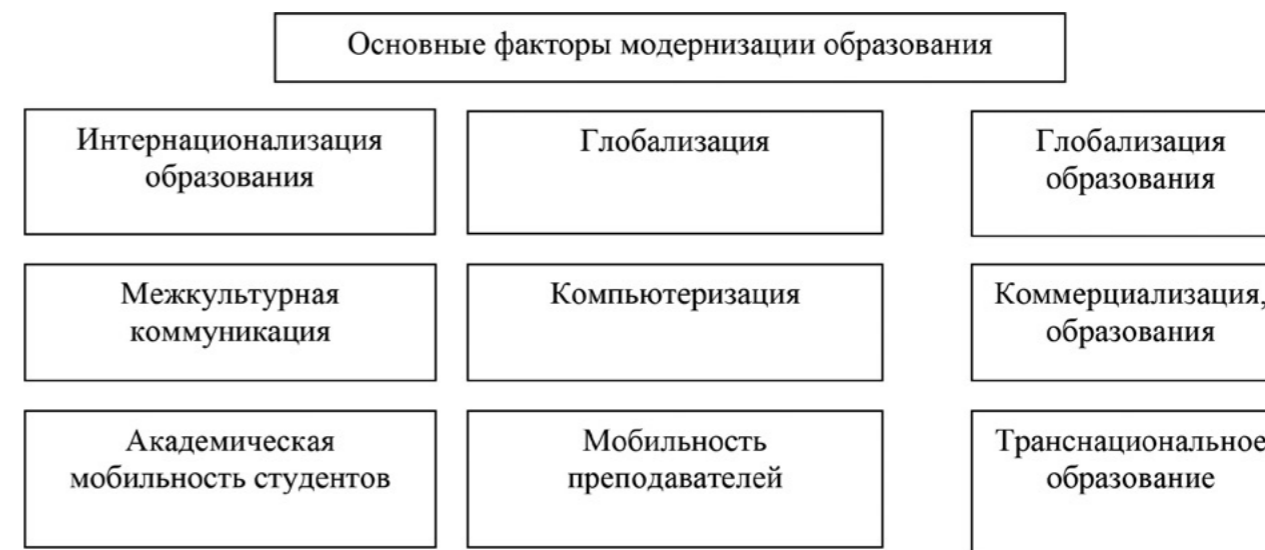 Основные факторы модернизации образования
Интернационализация
образования
Глобализация
Глобализация
образования
Межкультурная
коммуникация
Компьютеризация
Коммерциализация,
образования
Академическая
мобильность студентов
Мобильность
преподавателей
Транснациональное
образование